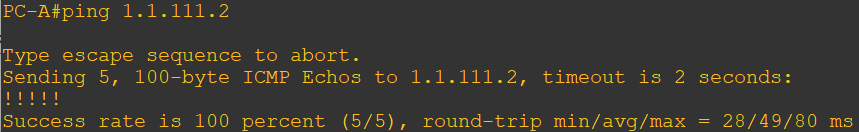 PC-A#ping 1.1.111.2
Type escape sequence to abort.
Sending 5, 100-byte ICMP Echos to 1.1.111.2, timeout is 2 seconds:
!!!!!
Success rate is 100 percent (5/5), round-trip min/avg/max = 28/49/80 ms